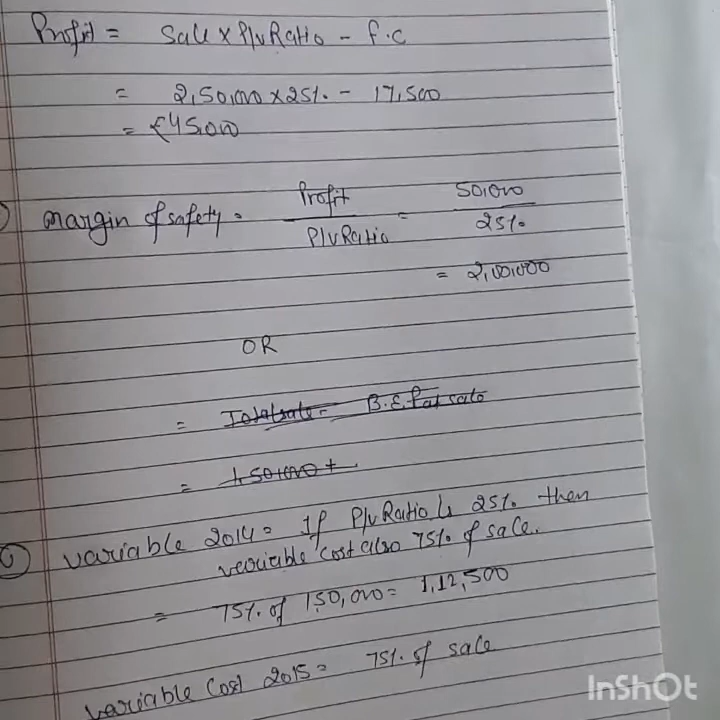 Profit = Sale x P/v Ratio - f.c
= 2,50,000 x 25% - 17,500
= ₹45,000
margin of safety = Profit / P/v Ratio = 50,000 / 25%
= 2,00,000
OR
= Total sale - B.E. sale
= 1,50,000 +
variable 2014 = If P/v Ratio is 25% then
variable cost also 75% of sale.
= 75% of 1,50,000 = 1,12,500
variable Cost 2015 = 75% of sale
InShOt